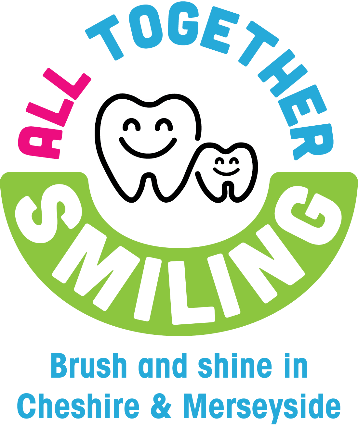 ALL TOGETHER
SMILING
Brush and shine in
Cheshire & Merseyside